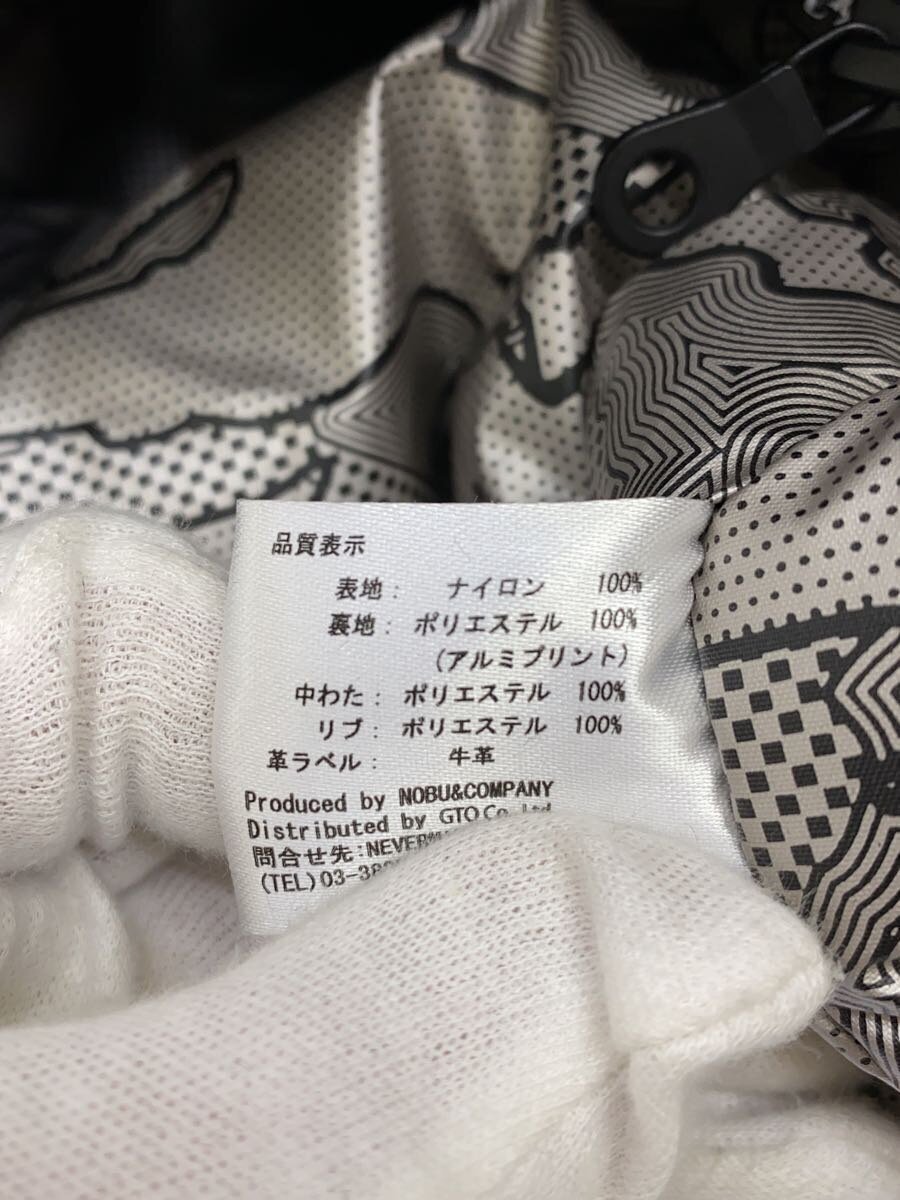 品質表示
表地： ナイロン 100%
裏地： ポリエステル 100%
(アルミプリント)
中わた： ポリエステル 100%
リブ： ポリエステル 100%
革ラベル： 牛革
Produced by NOBU&COMPANY
Distributed by GTO Co. Ltd
問合せ先：
(TEL)03-38